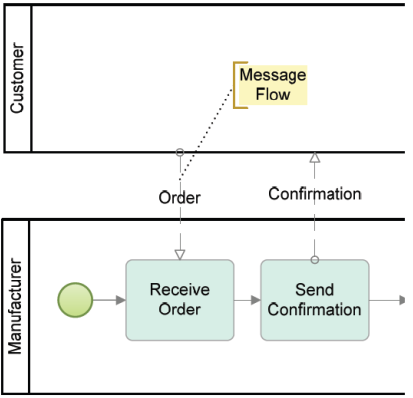 Customer
Message
Flow
Order
Confirmation
Manufacturer
Receive
Order
Send
Confirmation